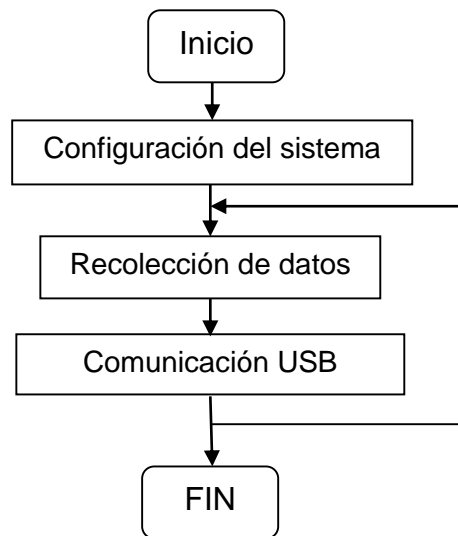 Inicio
Configuración del sistema
Recolección de datos
Comunicación USB
FIN